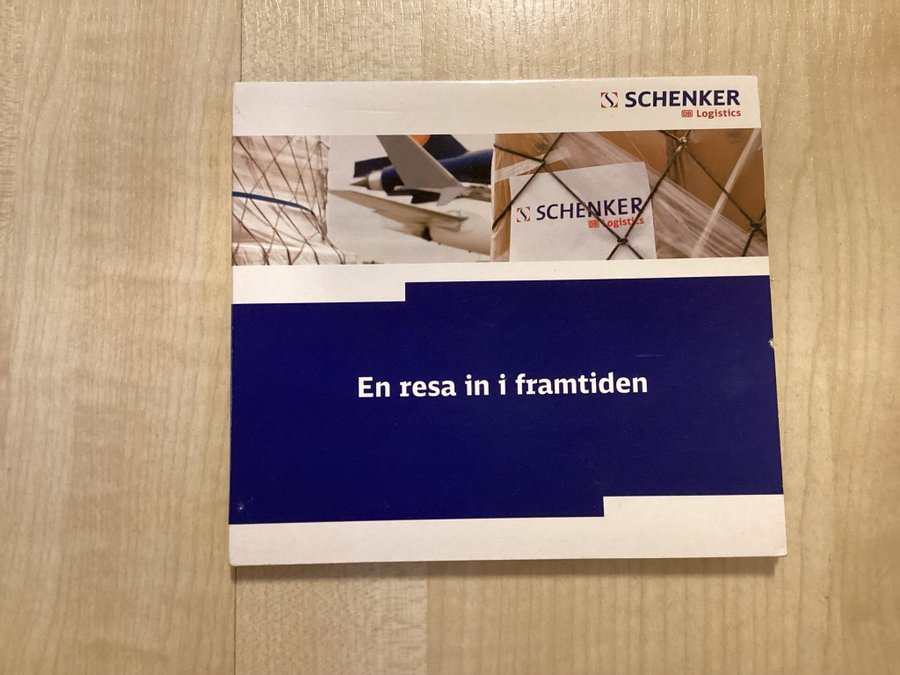 SCHENKER
DB Logistics
SCHENKER
DB Logistics
En resa in i framtiden